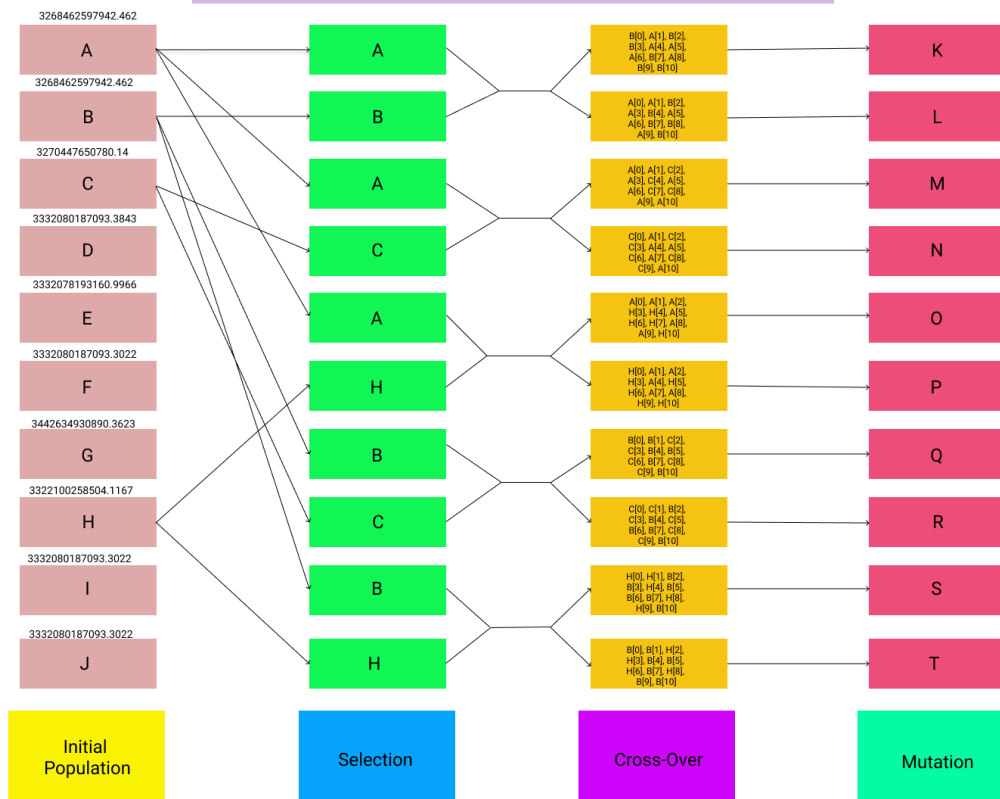 3268462597942.462
A
3268462597942.462
B
3270447650780.14
C
3332080187093.3843
D
3332078193160.9966
E
3332080187093.3022
F
3442634930890.3623
G
3322100258504.1167
H
3332080187093.3022
I
3332080187093.3022
J
Initial
Population
A
B
A
C
A
H
B
C
B
H
Selection
B[0], A[1], B[2],
B[3], A[4], A[5],
A[6], B[7], A[8],
B[9], B[10]
A[0], A[1], B[2],
A[3], B[4], A[5],
A[6], B[7], B[8],
A[9], B[10]
A[0], A[1], C[2],
A[3], C[4], A[5],
A[6], C[7], C[8],
A[9], A[10]
C[0], A[1], C[2],
C[3], A[4], A[5],
C[6], A[7], C[8],
C[9], A[10]
A[0], A[1], A[2],
H[3], H[4], A[5],
H[6], H[7], A[8],
A[9], H[10]
H[0], A[1], A[2],
H[3], A[4], H[5],
H[6], A[7], A[8],
H[9], H[10]
B[0], B[1], C[2],
C[3], B[4], B[5],
C[6], B[7], C[8],
C[9], B[10]
C[0], C[1], B[2],
C[3], B[4], C[5],
B[6], B[7], C[8],
C[9], B[10]
H[0], H[1], B[2],
B[3], H[4], B[5],
B[6], B[7], H[8],
H[9], B[10]
B[0], B[1], H[2],
H[3], B[4], B[5],
H[6], B[7], H[8],
B[9], B[10]
Cross-Over
K
L
M
N
O
P
Q
R
S
T
Mutation